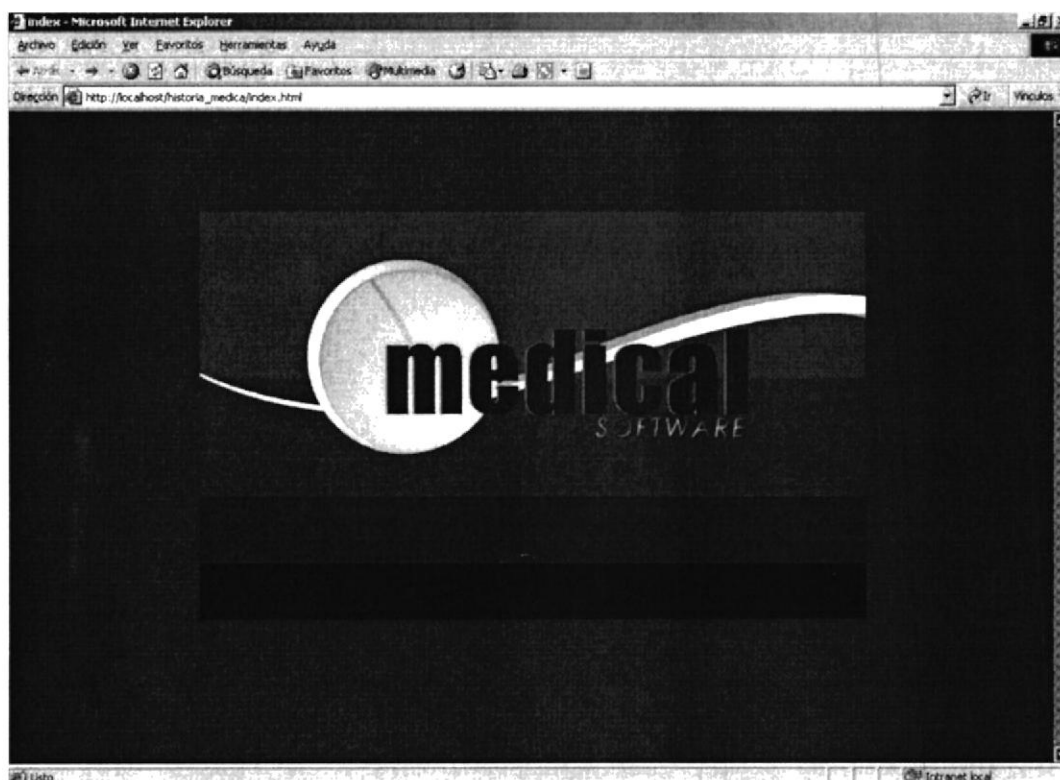 index - Microsoft Internet Explorer
Archivo Edición Ver Favoritos Herramientas Ayuda
Atrás Búsqueda Favoritos Multimedia
Dirección http://localhost/historia_medica/index.html Ir Vínculos
medical
SOFTWARE
Listo Intranet local